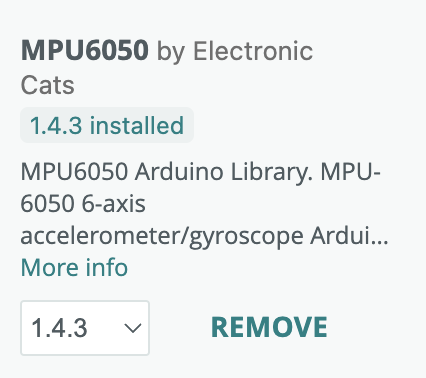 MPU6050 by Electronic
Cats
1.4.3 installed
MPU6050 Arduino Library. MPU-
6050 6-axis
accelerometer/gyroscope Ardui...
More info
1.4.3
REMOVE